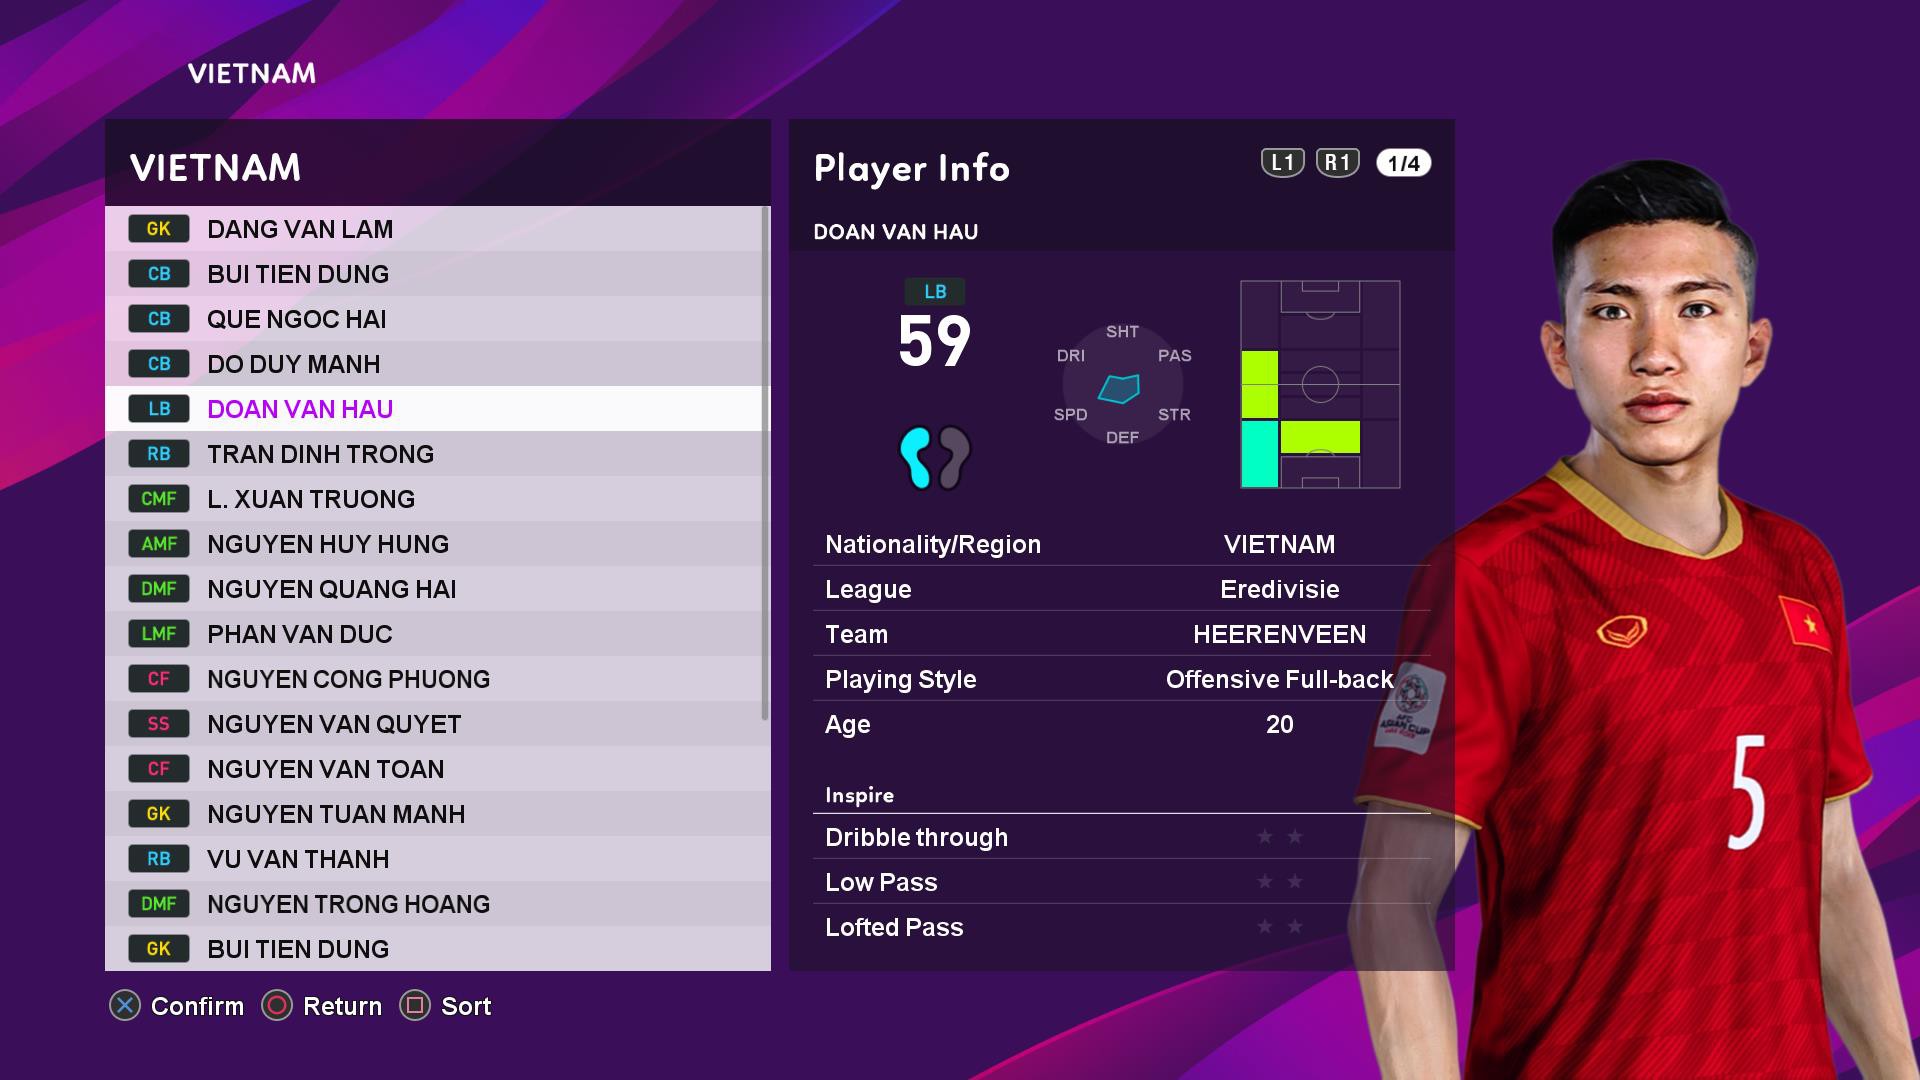 VIETNAM
VIETNAM
GK DANG VAN LAM
CB BUI TIEN DUNG
CB QUE NGOC HAI
CB DO DUY MANH
LB DOAN VAN HAU
RB TRAN DINH TRONG
CMF L. XUAN TRUONG
AMF NGUYEN HUY HUNG
DMF NGUYEN QUANG HAI
LMF PHAN VAN DUC
CF NGUYEN CONG PHUONG
SS NGUYEN VAN QUYET
CF NGUYEN VAN TOAN
GK NGUYEN TUAN MANH
RB VU VAN THANH
DMF NGUYEN TRONG HOANG
GK BUI TIEN DUNG
Player Info L1 R1 1/4
DOAN VAN HAU
LB
59
SHT
DRI PAS
SPD STR
DEF
Nationality/Region VIETNAM
League Eredivisie
Team HEERENVEEN
Playing Style Offensive Full-back
Age 20
Inspire
Dribble through
Low Pass
Lofted Pass
AFC
ASIAN CUP
5
Confirm Return Sort